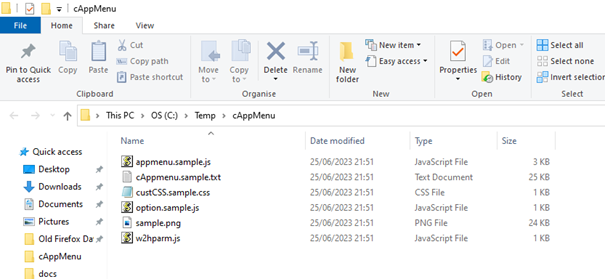 cAppMenu
File Home Share View
Pin to Quick access
Copy
Paste
Cut
Copy path
Paste shortcut
Clipboard
Move to
Copy to
Delete
Rename
Organise
New folder
New item
Easy access
New
Properties
Open
Edit
History
Open
Select all
Select none
Invert selection
Select
This PC > OS (C:) > Temp > cAppMenu
Name Date modified Type Size
Quick access
Desktop
Downloads
Documents
Pictures
Old Firefox Da
cAppMenu
docs
appmenu.sample.js 25/06/2023 21:51 JavaScript File 3 KB
cAppmenu.sample.txt 25/06/2023 21:51 Text Document 25 KB
custCSS.sample.css 25/06/2023 21:51 CSS File 1 KB
option.sample.js 25/06/2023 21:51 JavaScript File 1 KB
sample.png 25/06/2023 21:51 PNG File 24 KB
w2hparm.js 25/06/2023 21:51 JavaScript File 1 KB